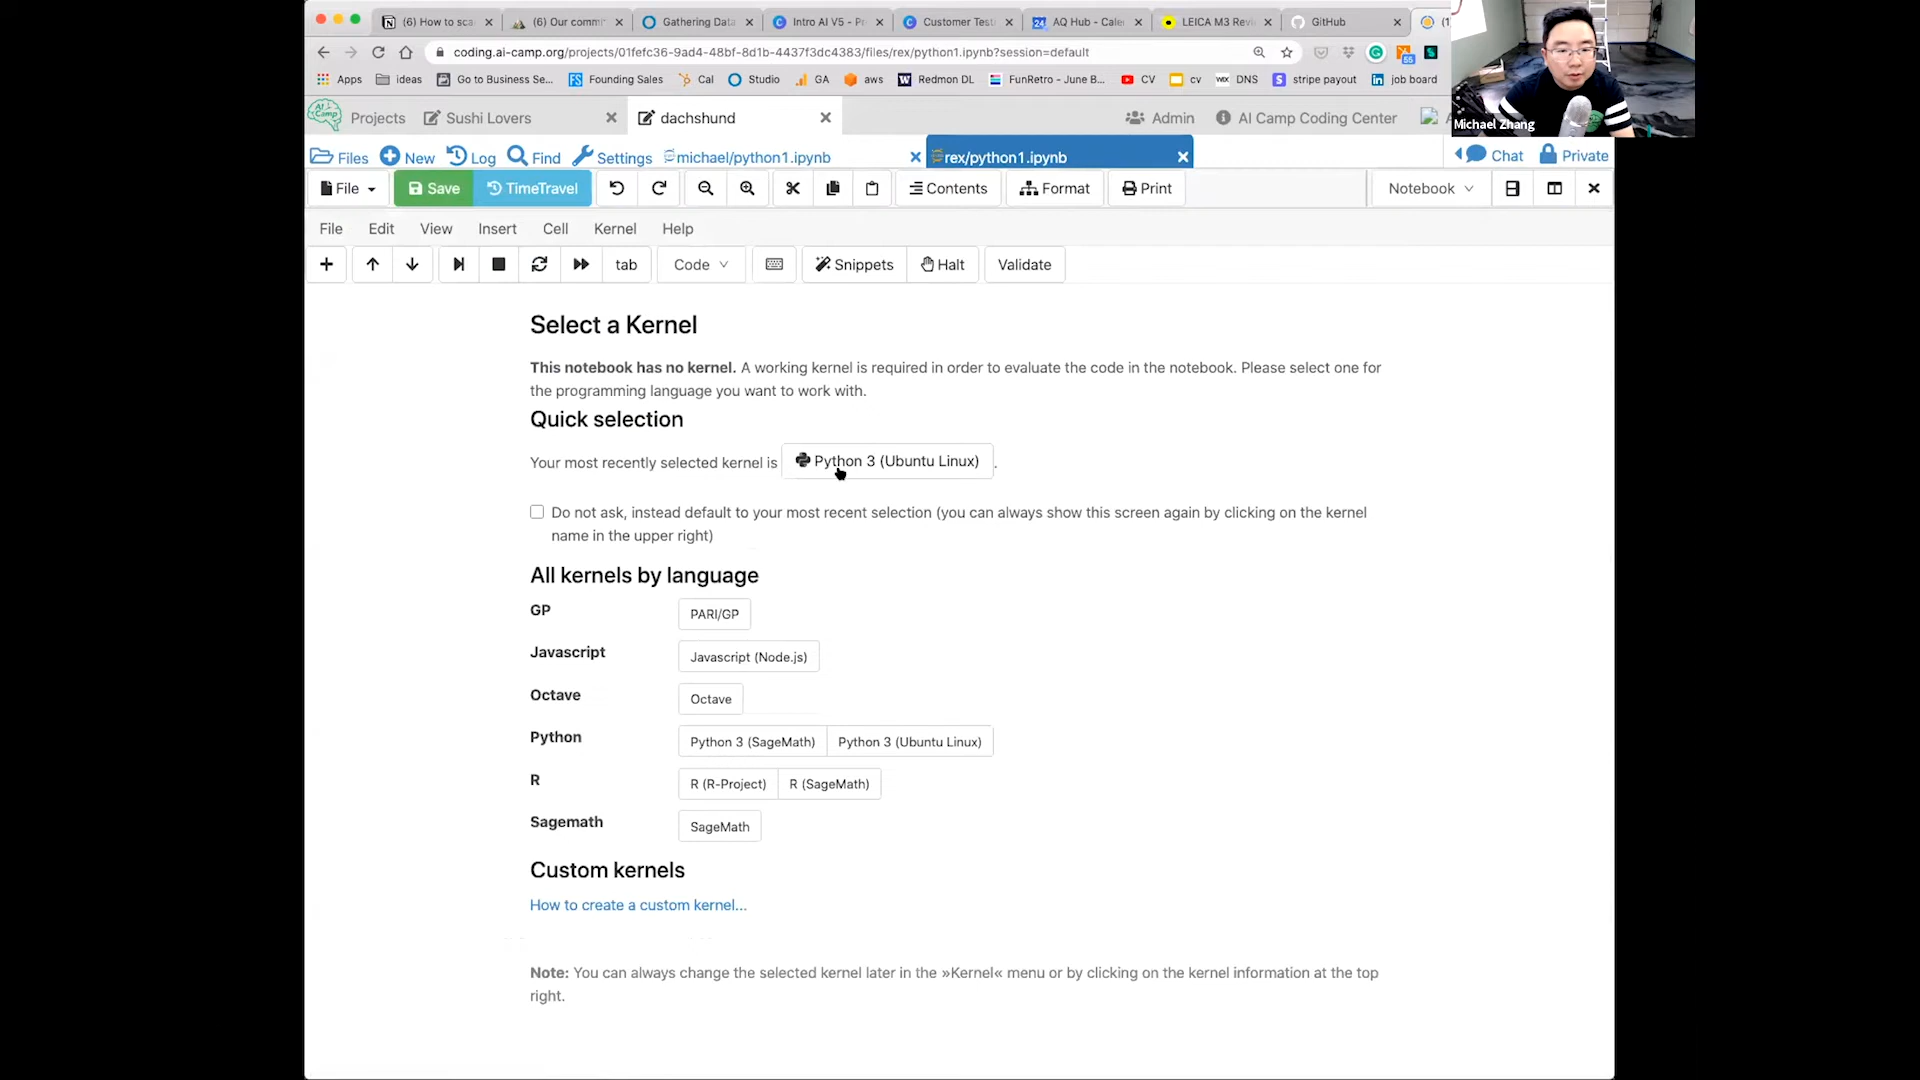 (6) How to sca
(6) Our commi
Gathering Data
Intro AI V5 - P
Customer Testi
AQ Hub - Cale
LEICA M3 Revi
GitHub
coding.ai-camp.org/projects/01fefc36-9ad4-48bf-8d1b-4437f3dc4383/files/rex/python1.ipynb?session=default
Apps ideas Go to Business Se... Founding Sales Cal Studio GA aws Redmon DL FunRetro - June B... CV cv DNS stripe payout job board
Michael Zhang
AI Camp Projects Sushi Lovers dachshund Admin AI Camp Coding Center
Files New Log Find Settings michael/python1.ipynb rex/python1.ipynb Chat Private
File Save TimeTravel Contents Format Print Notebook
File Edit View Insert Cell Kernel Help
tab Code Snippets Halt Validate
Select a Kernel
This notebook has no kernel. A working kernel is required in order to evaluate the code in the notebook. Please select one for
the programming language you want to work with.
Quick selection
Your most recently selected kernel is Python 3 (Ubuntu Linux) .
Do not ask, instead default to your most recent selection (you can always show this screen again by clicking on the kernel
name in the upper right)
All kernels by language
GP PARI/GP
Javascript Javascript (Node.js)
Octave Octave
Python Python 3 (SageMath) Python 3 (Ubuntu Linux)
R R (R-Project) R (SageMath)
Sagemath SageMath
Custom kernels
How to create a custom kernel...
Note: You can always change the selected kernel later in the »Kernel« menu or by clicking on the kernel information at the top
right.